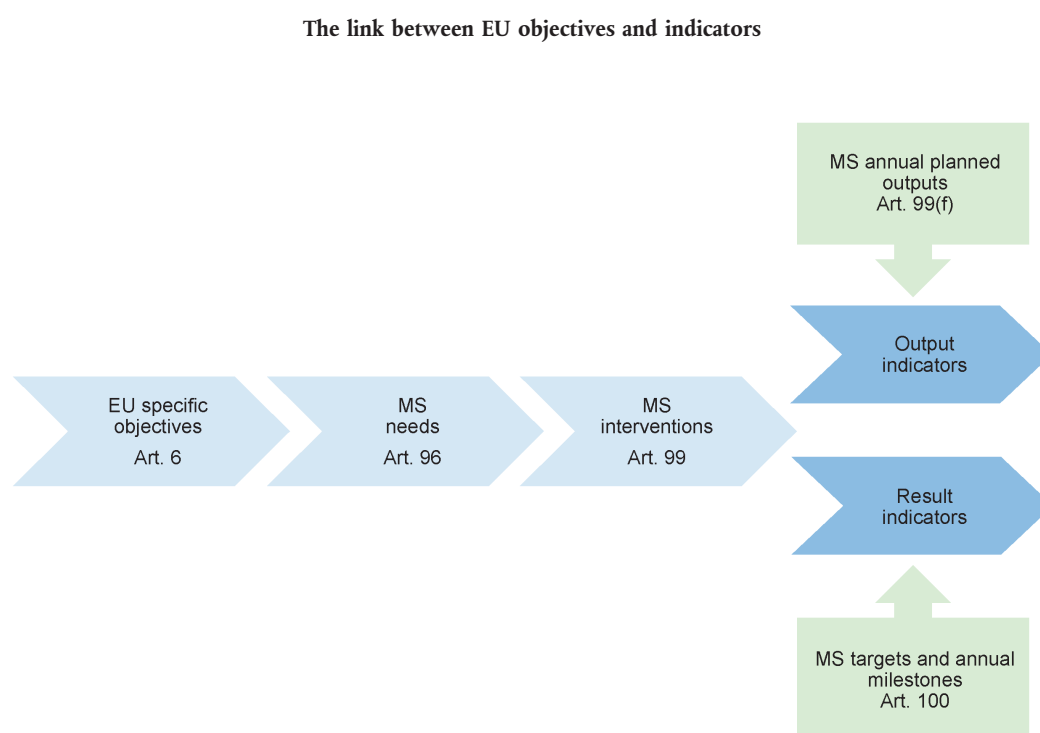 The link between EU objectives and indicators
MS annual planned
outputs
Art. 99(f)
Output
indicators
EU specific
objectives
Art. 6
MS
needs
Art. 96
MS
interventions
Art. 99
Result
indicators
MS targets and annual
milestones
Art. 100